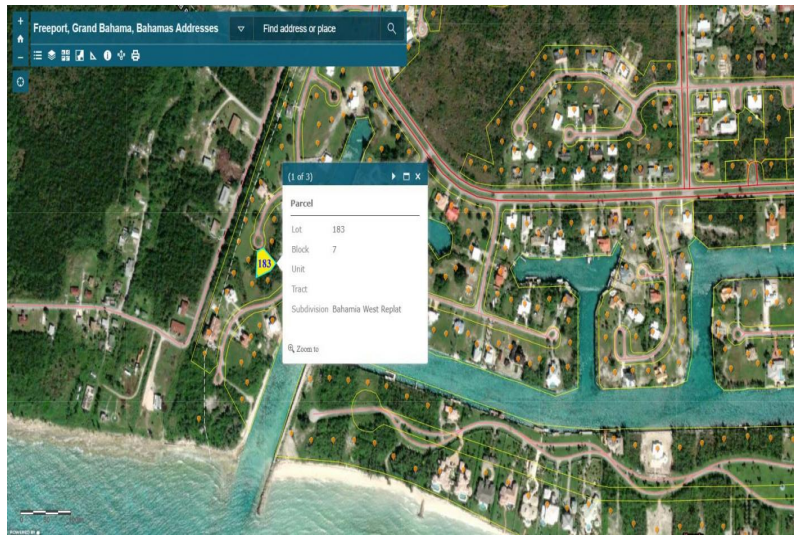 Freeport, Grand Bahama, Bahamas Addresses
Find address or place
(1 of 3)
Parcel
Lot 183
Block 7
Unit
Tract
Subdivision Bahamia West Replat
Zoom to
183